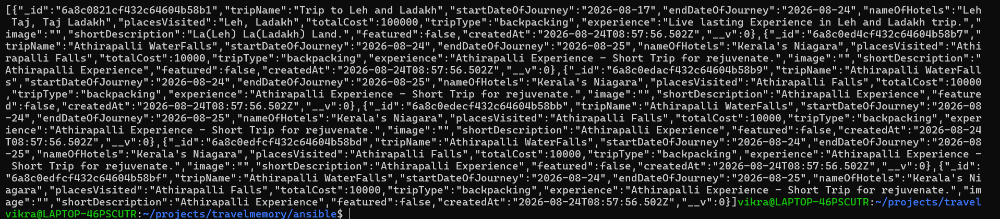 [{"_id":"6a8c0821cf432c64604b58b1","tripName":"Trip to Leh and Ladakh","startDateOfJourney":"2026-08-17","endDateOfJourney":"2026-08-24","nameOfHotels":"Leh
 Taj, Taj Ladakh","placesVisited":"Leh, Ladakh","totalCost":100000,"tripType":"backpacking","experience":"Live lasting Experience in Leh and Ladakh trip.","
image":"","shortDescription":"La(Leh) La(Ladakh) Land.","featured":false,"createdAt":"2026-08-24T08:57:56.502Z","__v":0},{"_id":"6a8c0ed4cf432c64604b58b7","
tripName":"Athirapalli WaterFalls","startDateOfJourney":"2026-08-24","endDateOfJourney":"2026-08-25","nameOfHotels":"Kerala's Niagara","placesVisited":"Athi
rapalli Falls","totalCost":10000,"tripType":"backpacking","experience":"Athirapalli Experience - Short Trip for rejuvenate.","image":"","shortDescription":"
Athirapalli Experience","featured":false,"createdAt":"2026-08-24T08:57:56.502Z","__v":0},{"_id":"6a8c0edacf432c64604b58b9","tripName":"Athirapalli WaterFall
s","startDateOfJourney":"2026-08-24","endDateOfJourney":"2026-08-25","nameOfHotels":"Kerala's Niagara","placesVisited":"Athirapalli Falls","totalCost":10000
,"tripType":"backpacking","experience":"Athirapalli Experience - Short Trip for rejuvenate.","image":"","shortDescription":"Athirapalli Experience","feature
d":false,"createdAt":"2026-08-24T08:57:56.502Z","__v":0},{"_id":"6a8c0edecf432c64604b58bb","tripName":"Athirapalli WaterFalls","startDateOfJourney":"2026-08
-24","endDateOfJourney":"2026-08-25","nameOfHotels":"Kerala's Niagara","placesVisited":"Athirapalli Falls","totalCost":10000,"tripType":"backpacking","exper
ience":"Athirapalli Experience - Short Trip for rejuvenate.","image":"","shortDescription":"Athirapalli Experience","featured":false,"createdAt":"2026-08-24
T08:57:56.502Z","__v":0},{"_id":"6a8c0edfcf432c64604b58bd","tripName":"Athirapalli WaterFalls","startDateOfJourney":"2026-08-24","endDateOfJourney":"2026-08
-25","nameOfHotels":"Kerala's Niagara","placesVisited":"Athirapalli Falls","totalCost":10000,"tripType":"backpacking","experience":"Athirapalli Experience -
 Short Trip for rejuvenate.","image":"","shortDescription":"Athirapalli Experience","featured":false,"createdAt":"2026-08-24T08:57:56.502Z","__v":0},{"_id":
"6a8c0edfcf432c64604b58bf","tripName":"Athirapalli WaterFalls","startDateOfJourney":"2026-08-24","endDateOfJourney":"2026-08-25","nameOfHotels":"Kerala's Ni
agara","placesVisited":"Athirapalli Falls","totalCost":10000,"tripType":"backpacking","experience":"Athirapalli Experience - Short Trip for rejuvenate.","im
age":"","shortDescription":"Athirapalli Experience","featured":false,"createdAt":"2026-08-24T08:57:56.502Z","__v":0}]vikra@LAPTOP-46PSCUTR:~/projects/travel
vikra@LAPTOP-46PSCUTR:~/projects/travelmemory/ansible$